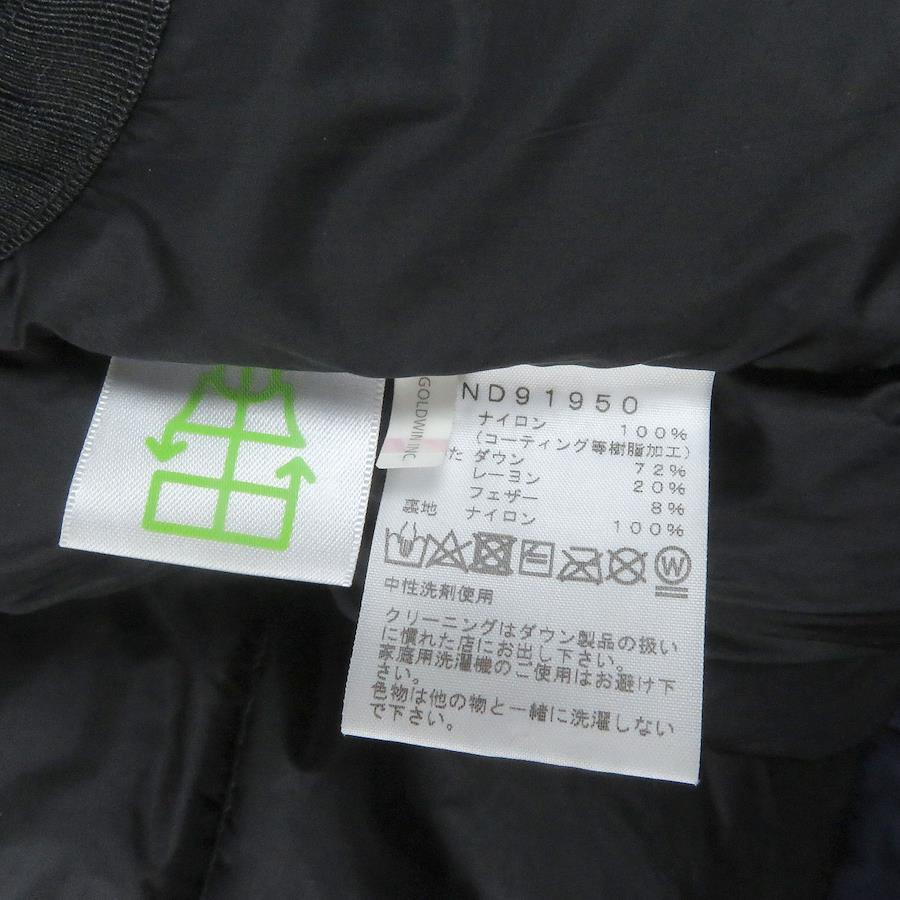 GOLDWIN INC
ND91950
ナイロン 100%
(コーティング等樹脂加工)
た ダウン 72%
レーヨン 20%
フェザー 8%
裏地 ナイロン 100%
W
中性洗剤使用
クリーニングはダウン製品の扱い
に慣れた店にお出し下さい。
家庭用洗濯機のご使用はお避け下
さい。
色物は他の物と一緒に洗濯しない
で下さい。